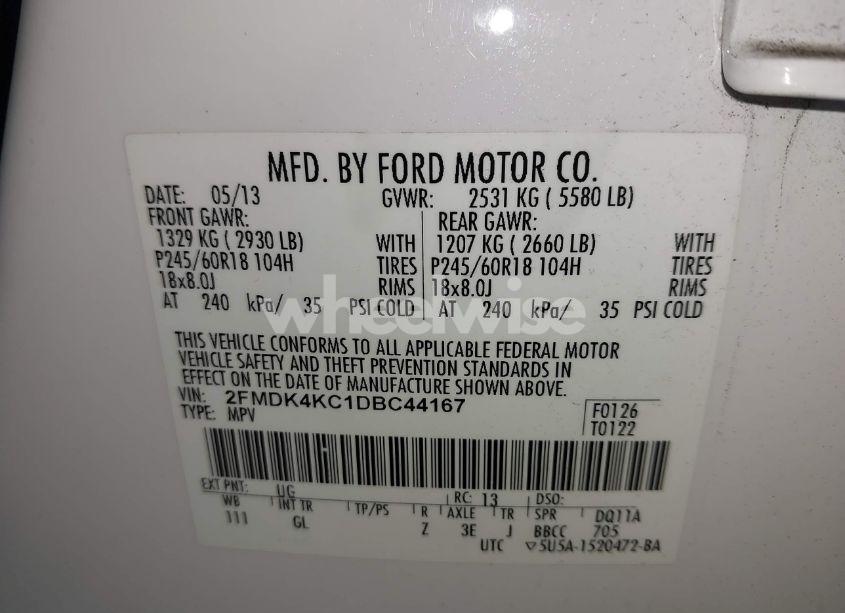 MFD. BY FORD MOTOR CO.
DATE: 05/13 GVWR: 2531 KG ( 5580 LB)
FRONT GAWR: REAR GAWR:
1329 KG ( 2930 LB) WITH 1207 KG ( 2660 LB) WITH
P245/60R18 104H TIRES P245/60R18 104H TIRES
18x8.0J RIMS 18x8.0J RIMS
AT 240 kPa/ 35 PSI COLD AT 240 kPa/ 35 PSI COLD
wheelwise
THIS VEHICLE CONFORMS TO ALL APPLICABLE FEDERAL MOTOR
VEHICLE SAFETY AND THEFT PREVENTION STANDARDS IN
EFFECT ON THE DATE OF MANUFACTURE SHOWN ABOVE.
VIN: 2FMDK4KC1DBC44167 F0126
TYPE: MPV T0122
EXT PNT: UG RC: 13 DSO:
WB INT TR TP/PS R AXLE TR SPR DQ11A
111 GL Z 3E J BBCC 705
UTC ▽5U5A-1520472-BA